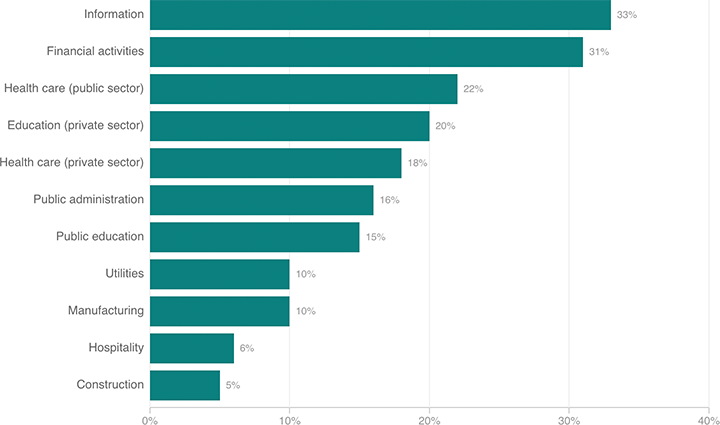 Information 33%
Financial activities 31%
Health care (public sector) 22%
Education (private sector) 20%
Health care (private sector) 18%
Public administration 16%
Public education 15%
Utilities 10%
Manufacturing 10%
Hospitality 6%
Construction 5%
0% 10% 20% 30% 40%